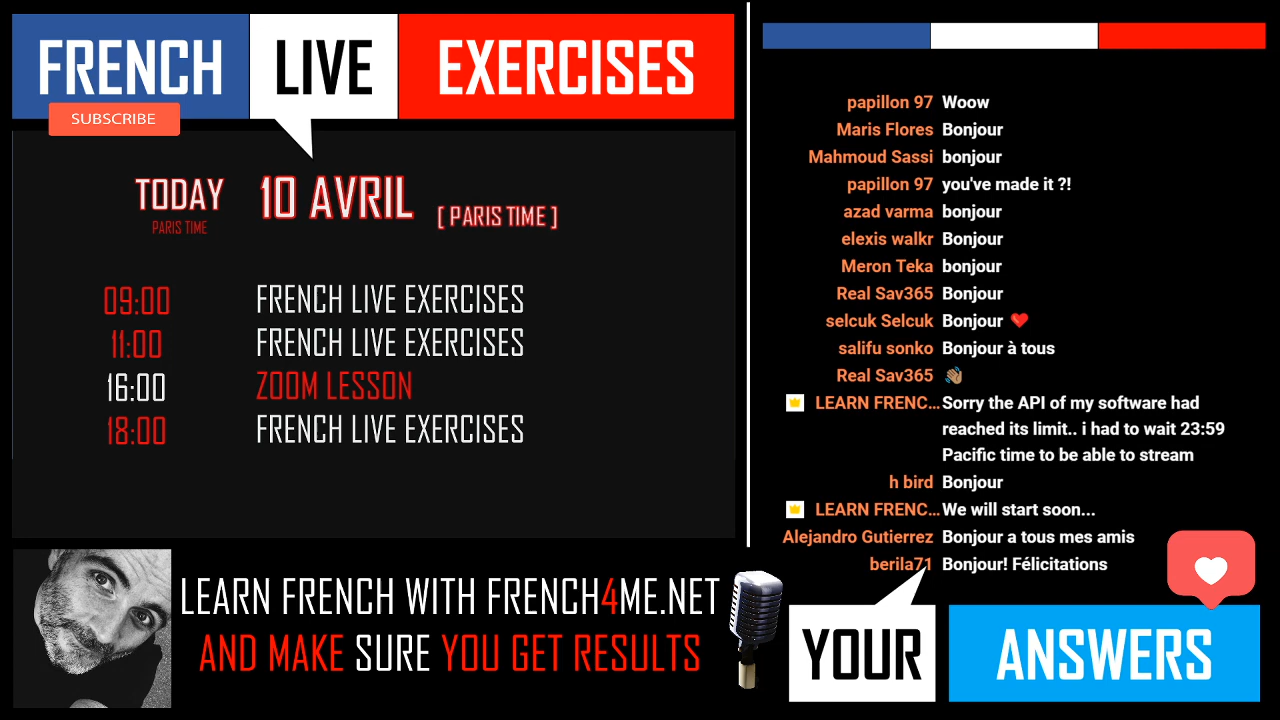 FRENCH LIVE EXERCISES
SUBSCRIBE
TODAY 10 AVRIL [ PARIS TIME ]
PARIS TIME
09:00 FRENCH LIVE EXERCISES
11:00 FRENCH LIVE EXERCISES
16:00 ZOOM LESSON
18:00 FRENCH LIVE EXERCISES
LEARN FRENCH WITH FRENCH4ME.NET
AND MAKE SURE YOU GET RESULTS
papillon 97 Woow
Maris Flores Bonjour
Mahmoud Sassi bonjour
papillon 97 you've made it ?!
azad varma bonjour
elexis walkr Bonjour
Meron Teka bonjour
Real Sav365 Bonjour
selcuk Selcuk Bonjour ❤️
salifu sonko Bonjour à tous
Real Sav365 👋🏽
LEARN FRENC... Sorry the API of my software had
reached its limit.. i had to wait 23:59
Pacific time to be able to stream
h bird Bonjour
LEARN FRENC... We will start soon...
Alejandro Gutierrez Bonjour a tous mes amis
berila71 Bonjour! Félicitations
YOUR ANSWERS